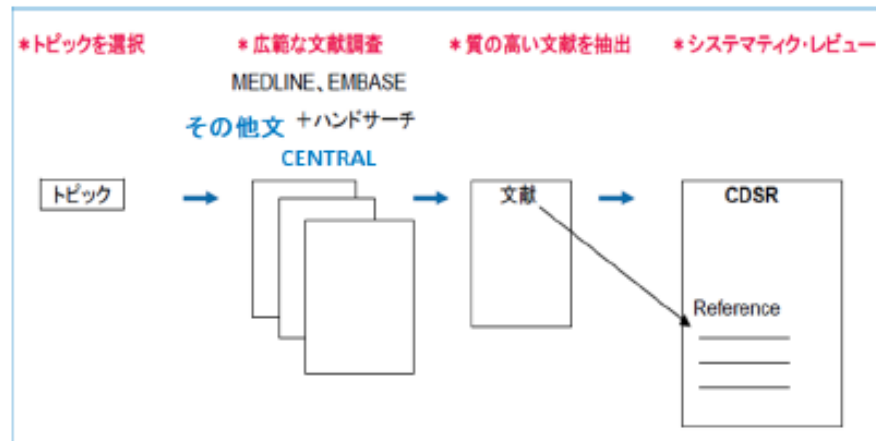 *トピックを選択
*広範な文献調査
*質の高い文献を抽出
*システマティク・レビュー
MEDLINE、EMBASE
その他文
+ハンドサーチ
CENTRAL
トピック
文献
CDSR
Reference